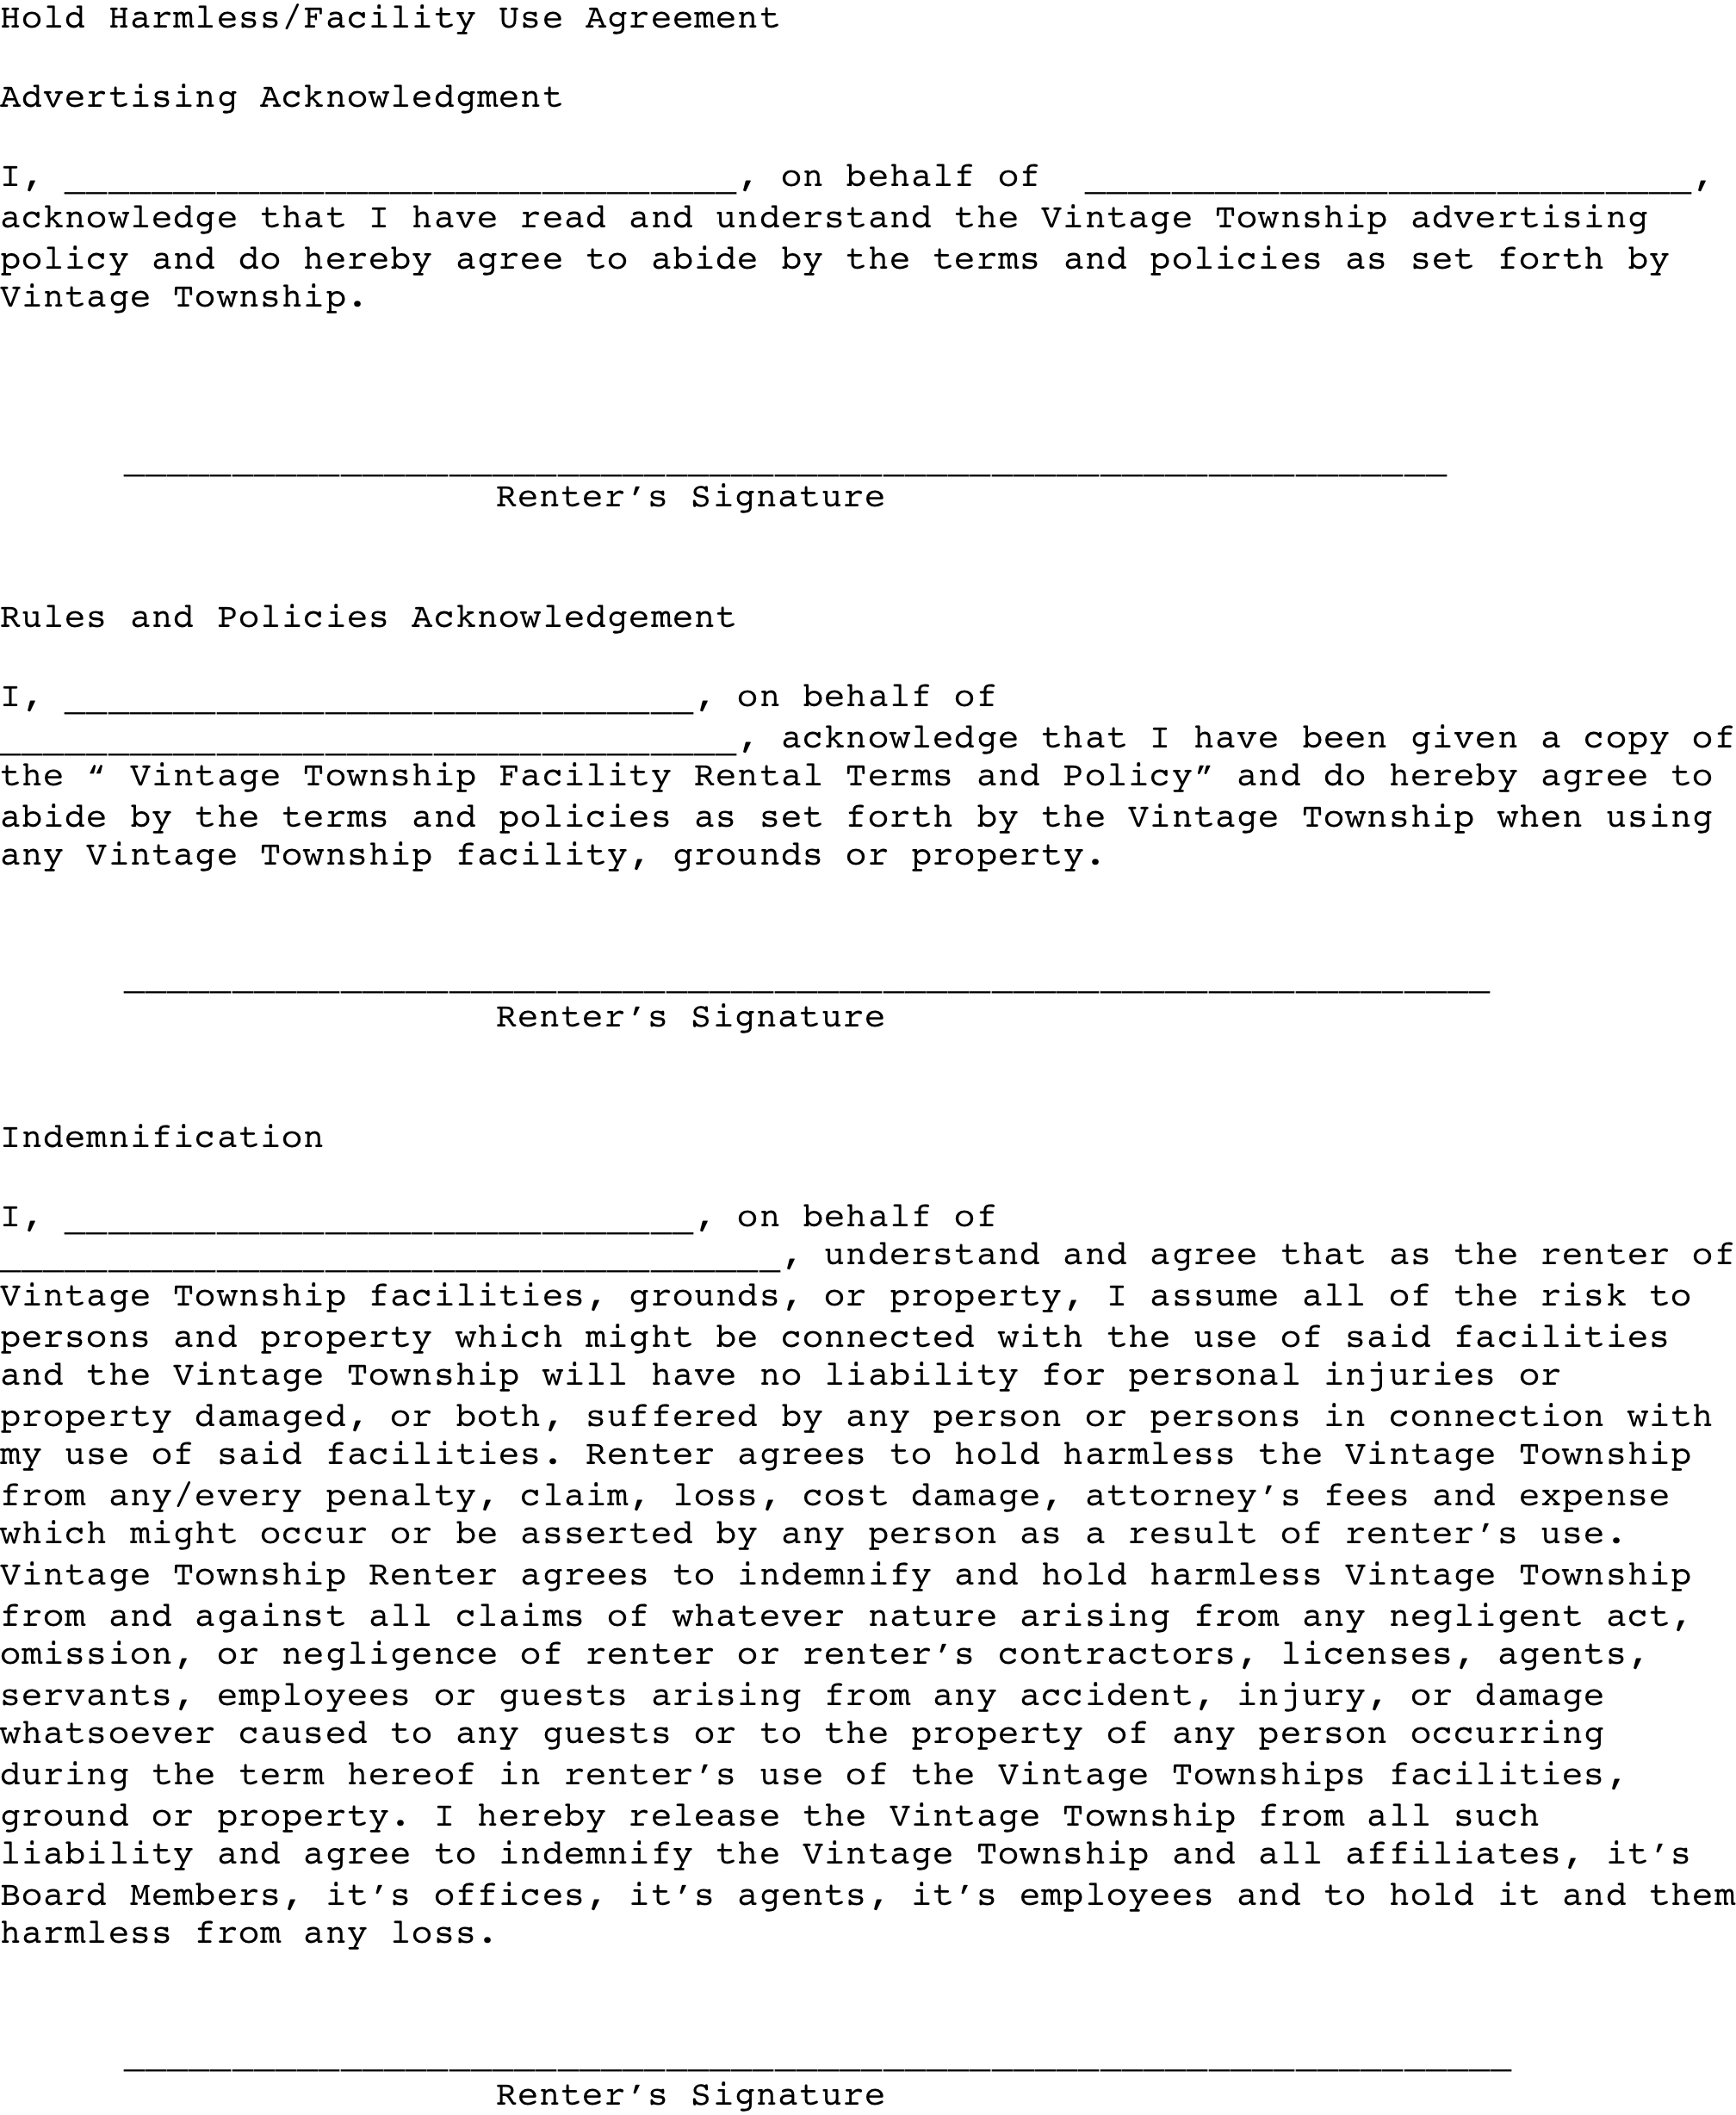 Hold Harmless/Facility Use Agreement
Advertising Acknowledgment
I, _______________________________, on behalf of  ____________________________,
acknowledge that I have read and understand the Vintage Township advertising
policy and do hereby agree to abide by the terms and policies as set forth by
Vintage Township.
_____________________________________________________________
Renter’s Signature
Rules and Policies Acknowledgement
I, _____________________________, on behalf of
__________________________________, acknowledge that I have been given a copy of
the “ Vintage Township Facility Rental Terms and Policy” and do hereby agree to
abide by the terms and policies as set forth by the Vintage Township when using
any Vintage Township facility, grounds or property.
_______________________________________________________________
Renter’s Signature
Indemnification
I, _____________________________, on behalf of
____________________________________, understand and agree that as the renter of
Vintage Township facilities, grounds, or property, I assume all of the risk to
persons and property which might be connected with the use of said facilities
and the Vintage Township will have no liability for personal injuries or
property damaged, or both, suffered by any person or persons in connection with
my use of said facilities. Renter agrees to hold harmless the Vintage Township
from any/every penalty, claim, loss, cost damage, attorney’s fees and expense
which might occur or be asserted by any person as a result of renter’s use.
Vintage Township Renter agrees to indemnify and hold harmless Vintage Township
from and against all claims of whatever nature arising from any negligent act,
omission, or negligence of renter or renter’s contractors, licenses, agents,
servants, employees or guests arising from any accident, injury, or damage
whatsoever caused to any guests or to the property of any person occurring
during the term hereof in renter’s use of the Vintage Townships facilities,
ground or property. I hereby release the Vintage Township from all such
liability and agree to indemnify the Vintage Township and all affiliates, it’s
Board Members, it’s offices, it’s agents, it’s employees and to hold it and them
harmless from any loss.
________________________________________________________________
Renter’s Signature